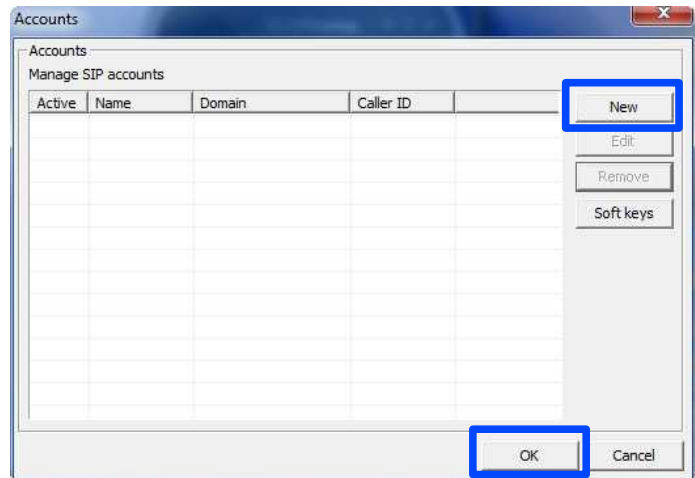 Accounts
Accounts
Manage SIP accounts
Active Name Domain Caller ID
New
Edit
Remove
Soft keys
OK Cancel